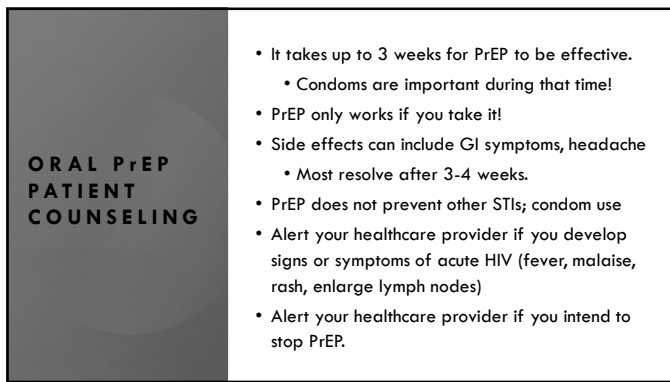 ORAL PrEP
PATIENT
COUNSELING
• It takes up to 3 weeks for PrEP to be effective.
• Condoms are important during that time!
• PrEP only works if you take it!
• Side effects can include GI symptoms, headache
• Most resolve after 3-4 weeks.
• PrEP does not prevent other STIs; condom use
• Alert your healthcare provider if you develop
signs or symptoms of acute HIV (fever, malaise,
rash, enlarge lymph nodes)
• Alert your healthcare provider if you intend to
stop PrEP.